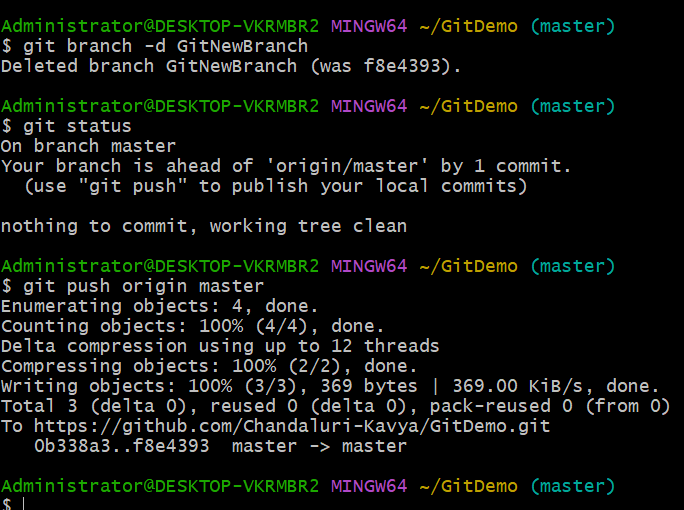 Administrator@DESKTOP-VKRMBR2 MINGW64 ~/GitDemo (master)
$ git branch -d GitNewBranch
Deleted branch GitNewBranch (was f8e4393).
Administrator@DESKTOP-VKRMBR2 MINGW64 ~/GitDemo (master)
$ git status
On branch master
Your branch is ahead of 'origin/master' by 1 commit.
  (use "git push" to publish your local commits)
nothing to commit, working tree clean
Administrator@DESKTOP-VKRMBR2 MINGW64 ~/GitDemo (master)
$ git push origin master
Enumerating objects: 4, done.
Counting objects: 100% (4/4), done.
Delta compression using up to 12 threads
Compressing objects: 100% (2/2), done.
Writing objects: 100% (3/3), 369 bytes | 369.00 KiB/s, done.
Total 3 (delta 0), reused 0 (delta 0), pack-reused 0 (from 0)
To https://github.com/Chandaluri-Kavya/GitDemo.git
   0b338a3..f8e4393  master -> master
Administrator@DESKTOP-VKRMBR2 MINGW64 ~/GitDemo (master)
$